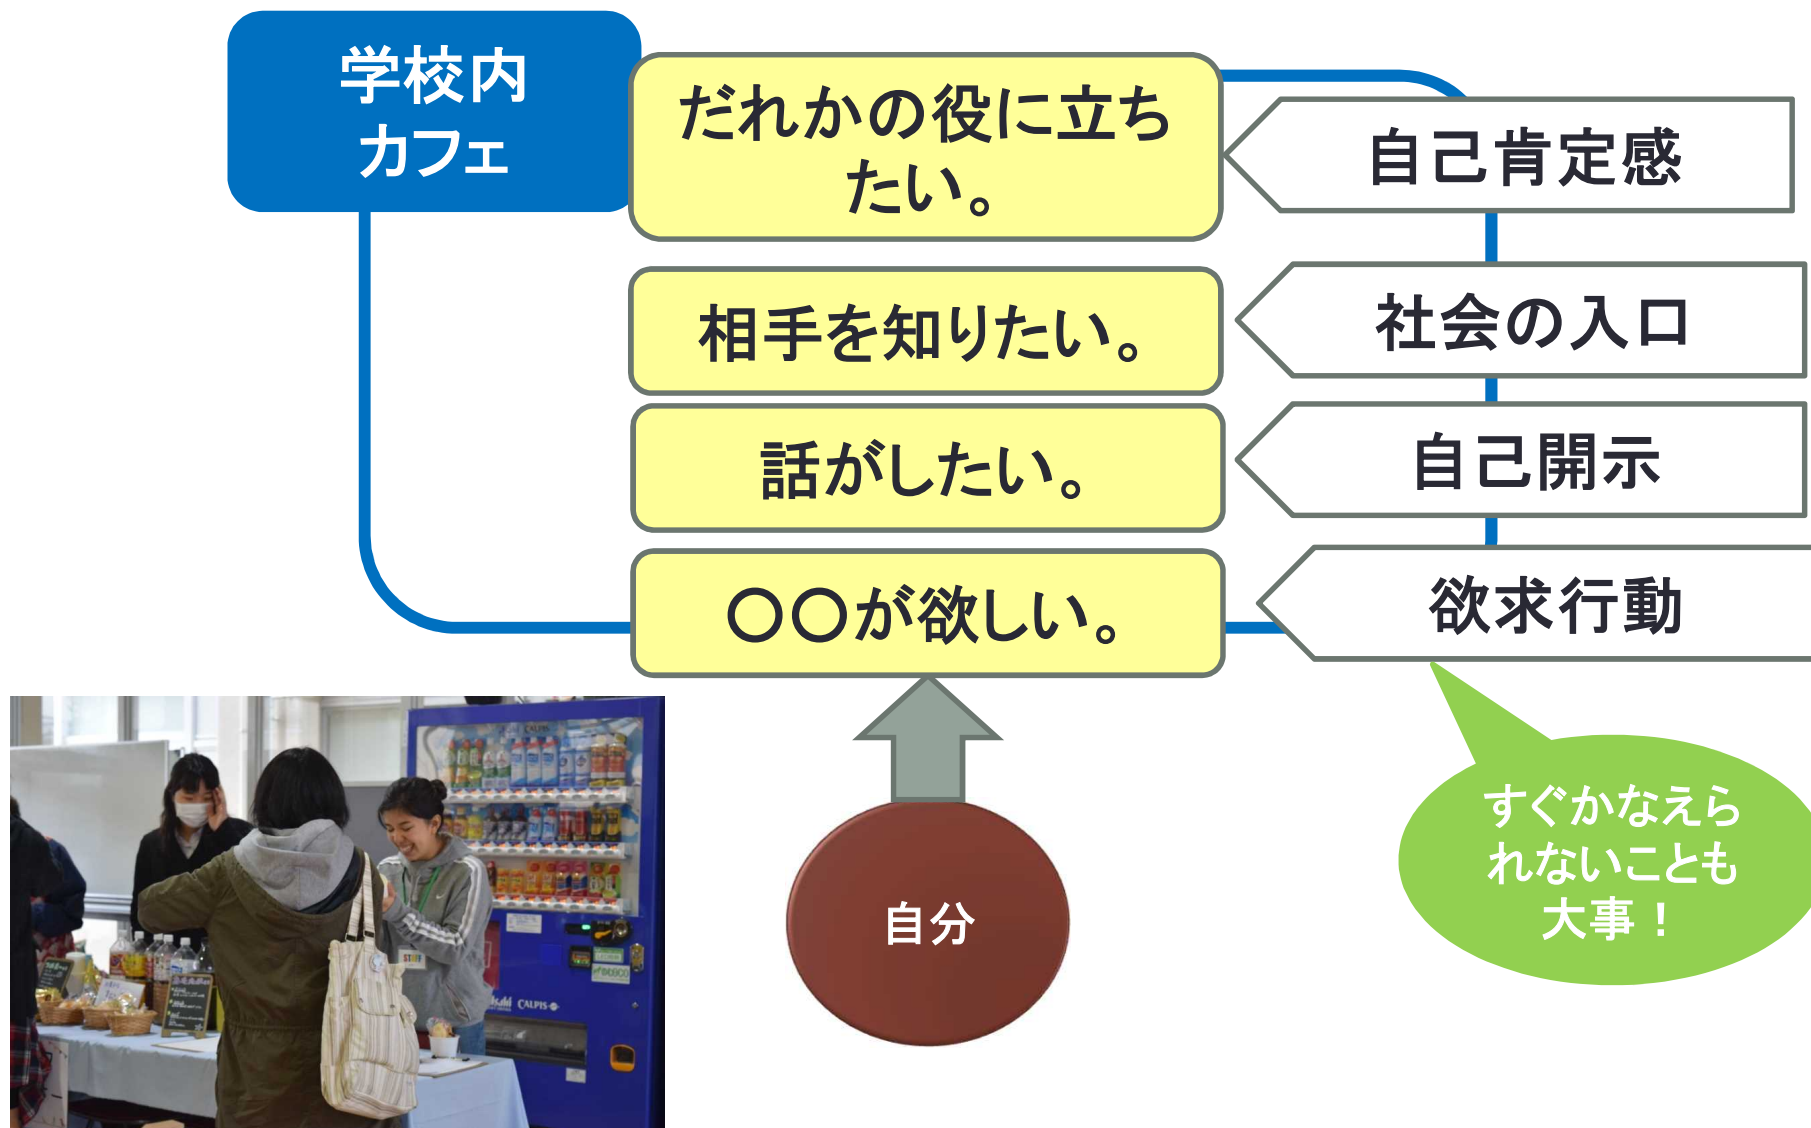 学校内
カフェ
だれかの役に立ち
たい。
自己肯定感
相手を知りたい。
社会の入口
話がしたい。
自己開示
〇〇が欲しい。
欲求行動
すぐかなえら
れないことも
大事！
自分
CALPIS
STAFF
CALPIS